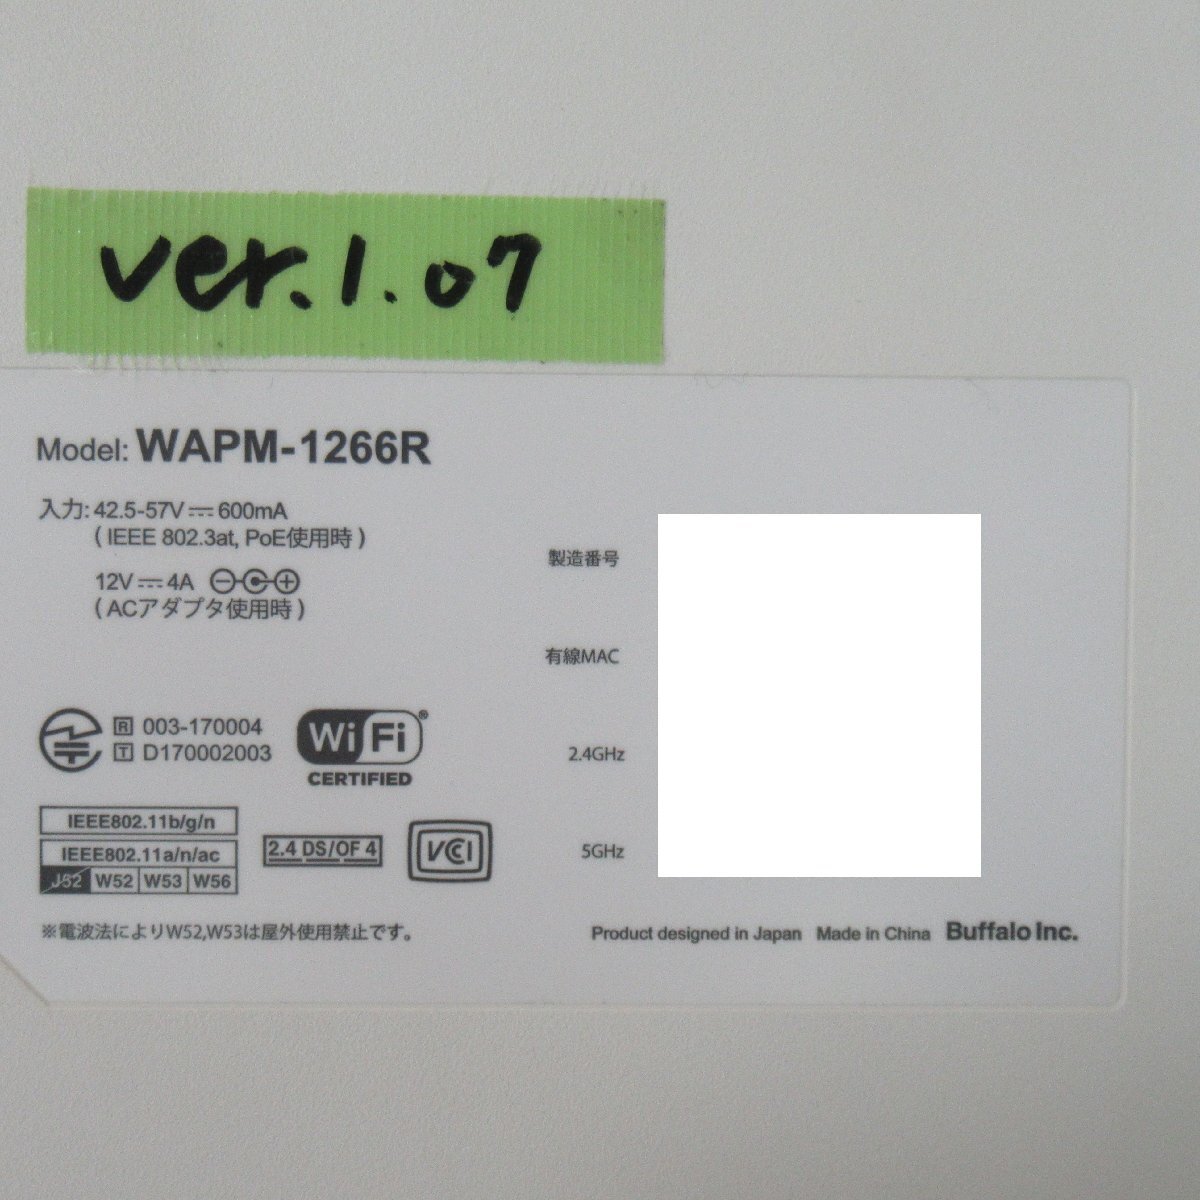 ver.1.07
Model: WAPM-1266R
入力: 42.5-57V 600mA
( IEEE 802.3at, PoE使用時 )
12V 4A
( ACアダプタ使用時 )
製造番号
有線MAC
2.4GHz
5GHz
R 003-170004
T D170002003
Wi Fi®
CERTIFIED
IEEE802.11b/g/n
IEEE802.11a/n/ac
J52 W52 W53 W56
2.4 DS/OF 4
VCCI
※電波法によりW52,W53は屋外使用禁止です。
Product designed in Japan Made in China Buffalo Inc.